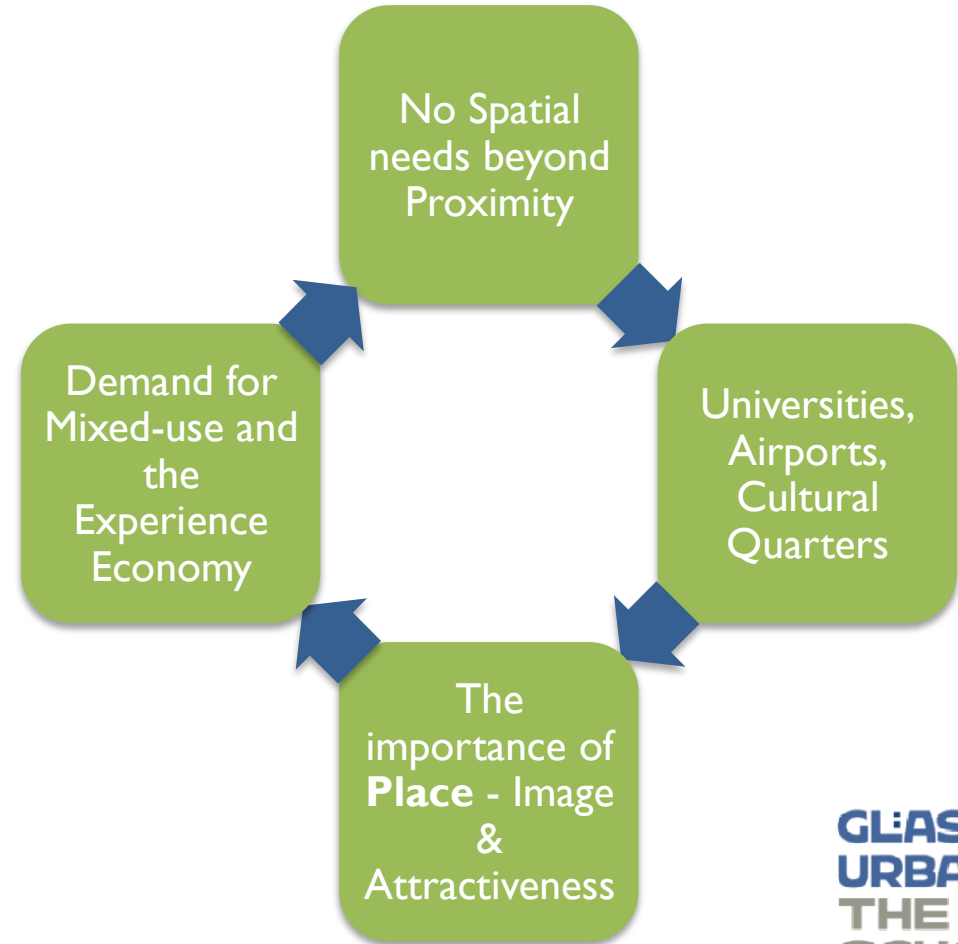 No Spatial
needs beyond
Proximity
Universities,
Airports,
Cultural
Quarters
The
importance of
Place - Image
&
Attractiveness
Demand for
Mixed-use and
the
Experience
Economy
THE